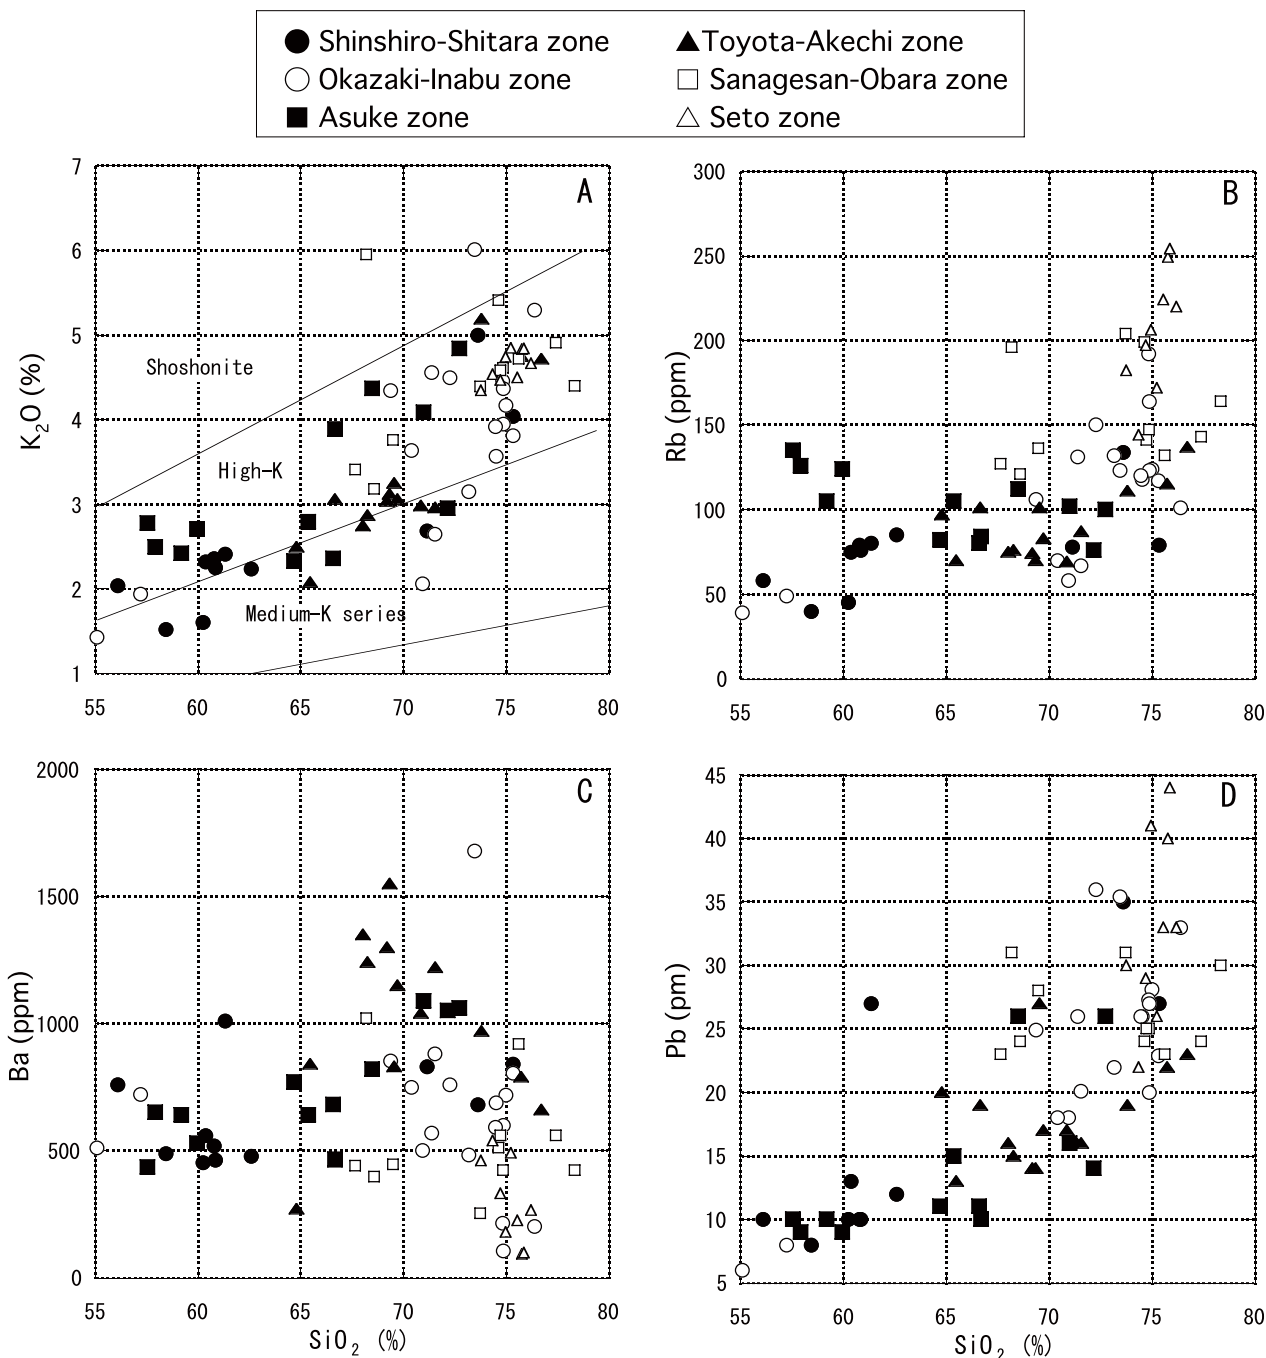 Shinshiro-Shitara zone
Toyota-Akechi zone
Okazaki-Inabu zone
Sanagesan-Obara zone
Asuke zone
Seto zone
A
7
6
5
4
3
2
1
K2O (%)
Shoshonite
High-K
Medium-K series
55 60 65 70 75 80
B
300
250
200
150
100
50
0
Rb (ppm)
55 60 65 70 75 80
C
2000
1500
1000
500
0
Ba (ppm)
55 60 65 70 75 80
SiO2 (%)
D
45
40
35
30
25
20
15
10
5
Pb (pm)
55 60 65 70 75 80
SiO2 (%)